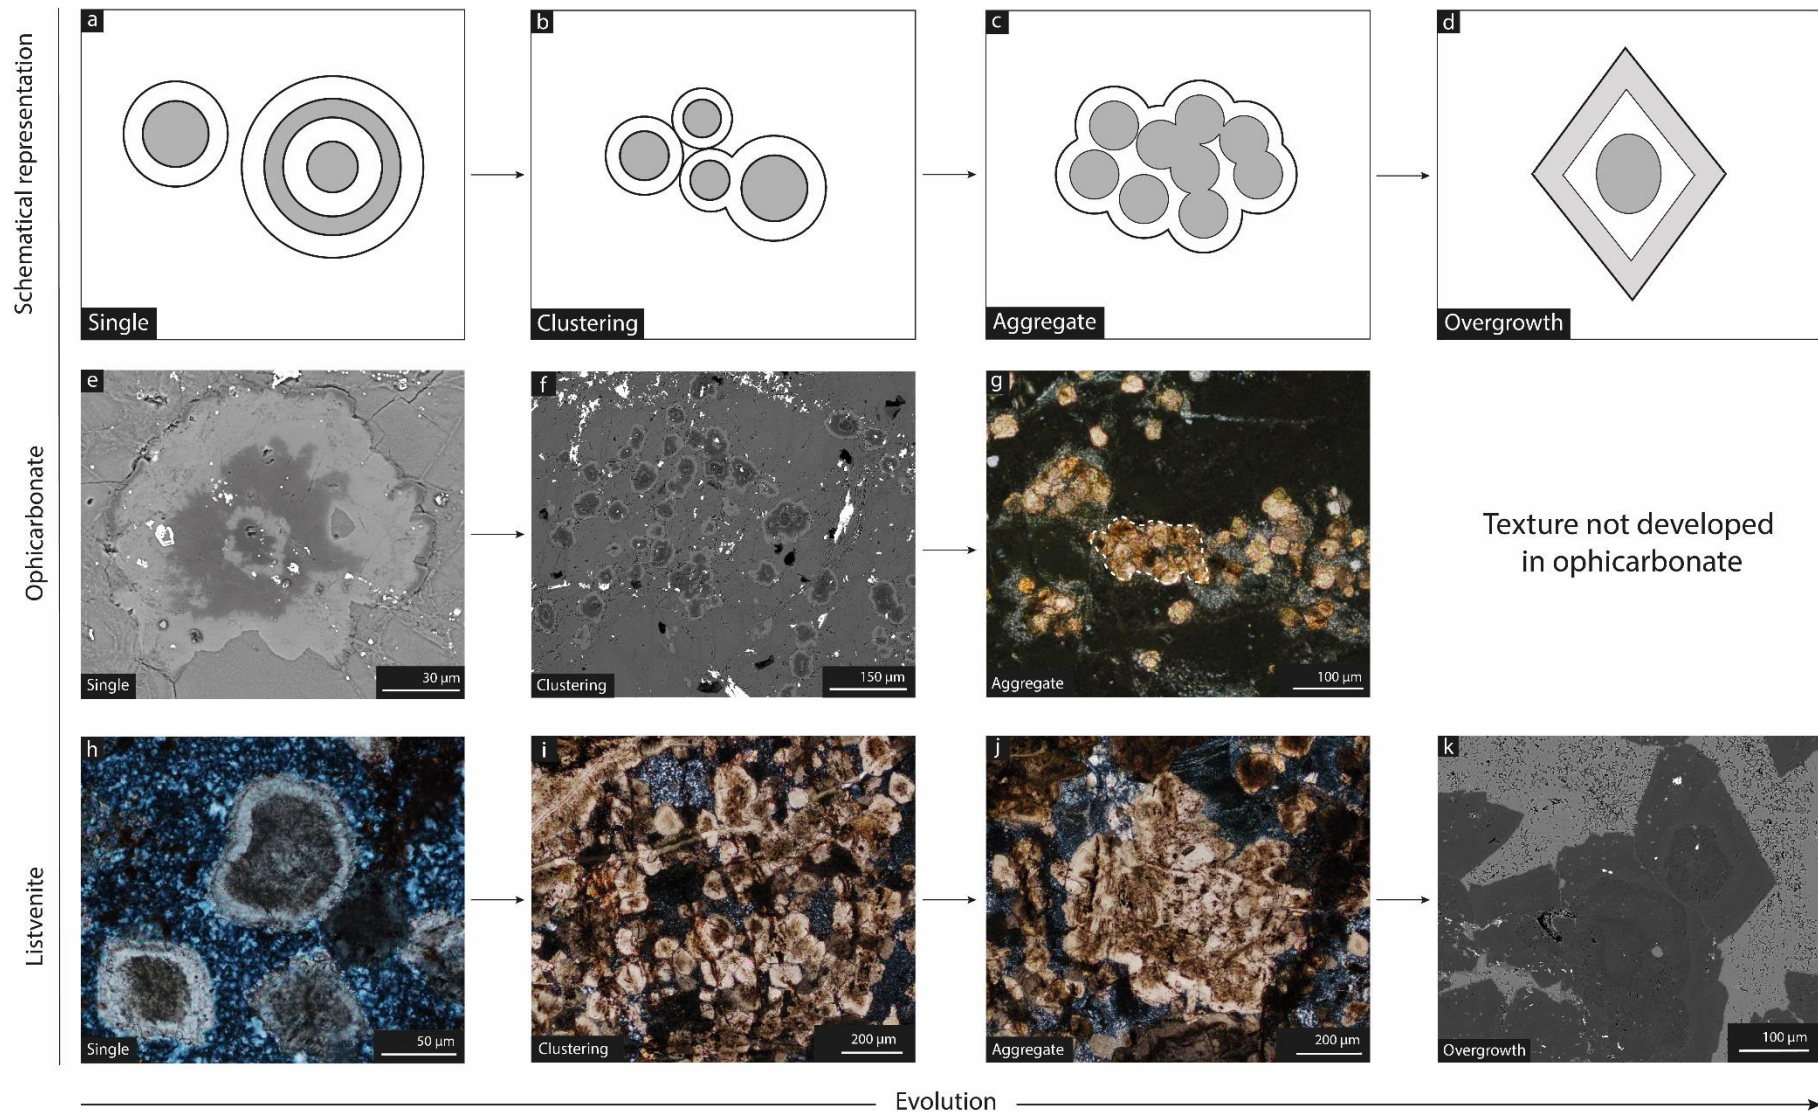 Schematical representation
a
Single
b
Clustering
c
Aggregate
d
Overgrowth
Ophicarbonate
e
Single
30 µm
f
Clustering
150 µm
g
Aggregate
100 µm
Texture not developed
in ophicarbonate
Listvenite
h
Single
50 µm
i
Clustering
200 µm
j
Aggregate
200 µm
k
Overgrowth
100 µm
Evolution